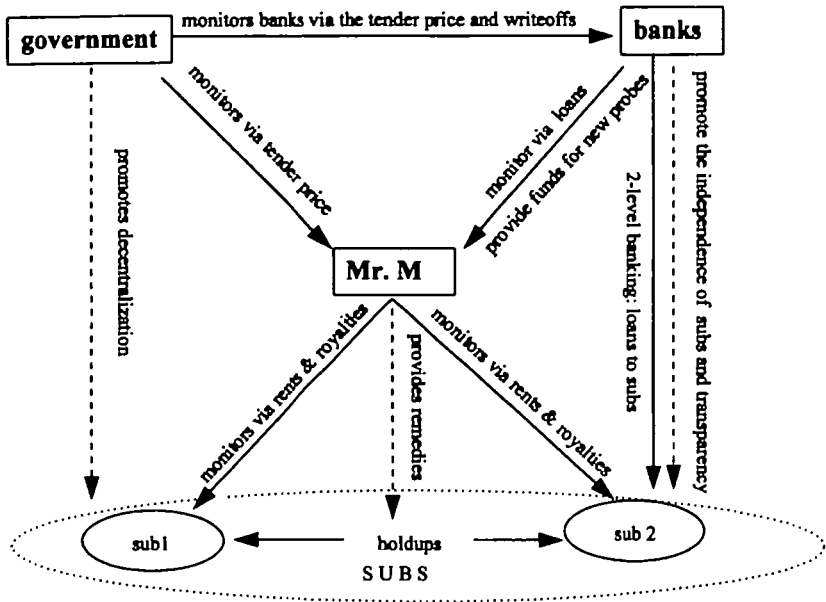 government
monitors banks via the tender price and writeoffs
banks
monitors via tender price
monitor via loans
provide funds for new probes
promotes decentralization
2-level banking: loans to subs
promote the independence of subs and transparency
Mr. M
monitors via rents & royalties
provides remedies
monitors via rents & royalties
sub1
holdups
sub 2
SUBS